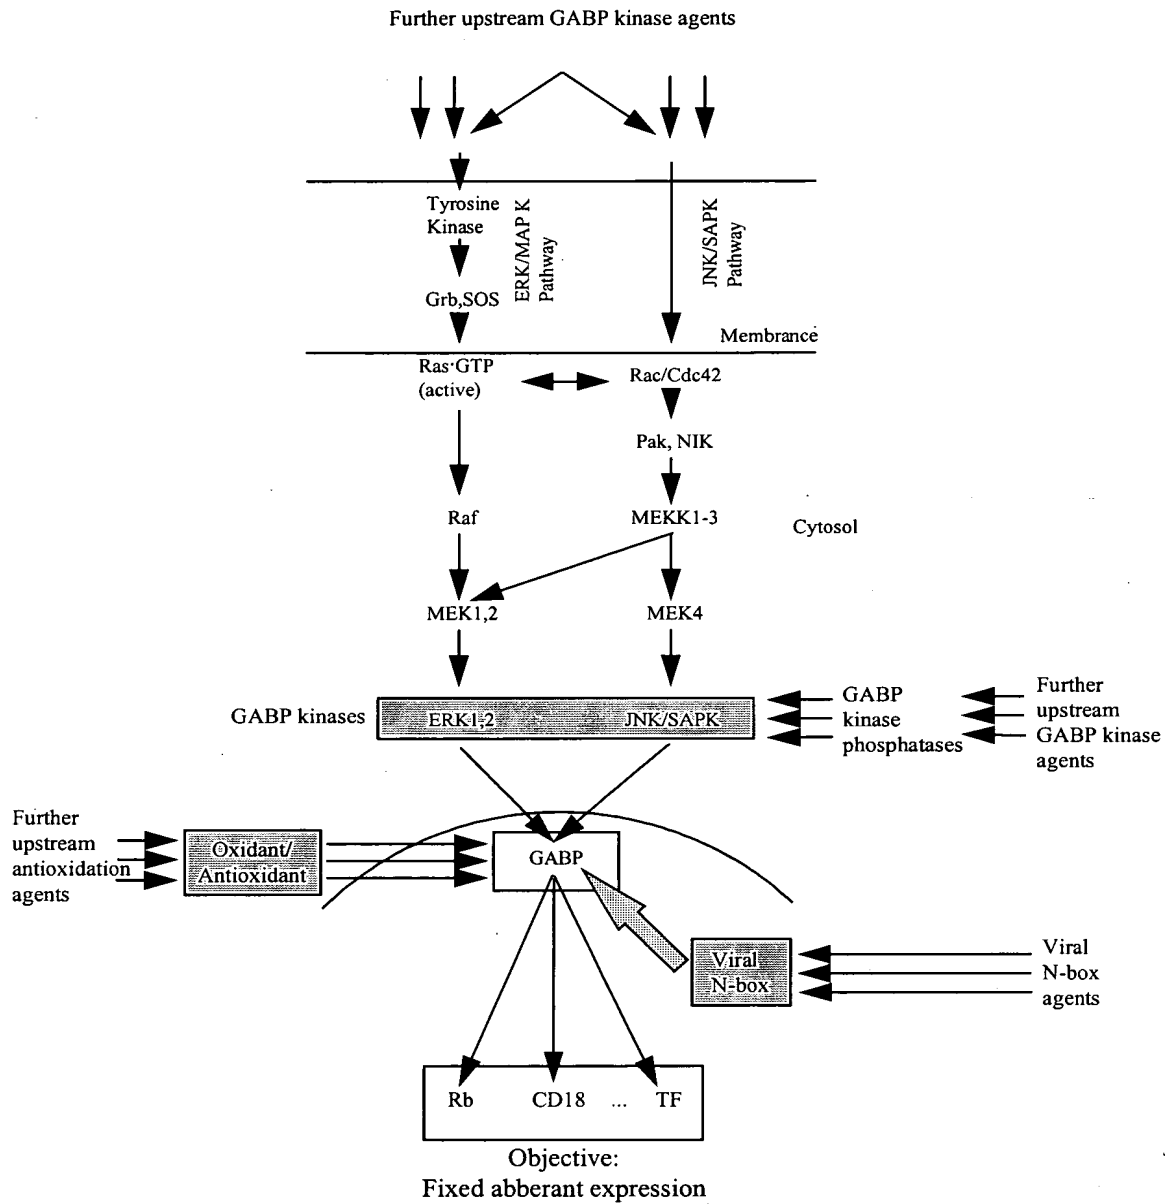 Further upstream GABP kinase agents
Tyrosine
Kinase
ERK/MAP K
Pathway
JNK/SAPK
Pathway
Grb,SOS
Membrance
Ras·GTP
(active)
Rac/Cdc42
Pak, NIK
Raf
MEKK1-3
Cytosol
MEK1,2
MEK4
GABP kinases
ERK1,2
JNK/SAPK
GABP
kinase
phosphatases
Further
upstream
GABP kinase
agents
Further
upstream
antioxidation
agents
Oxidant/
Antioxidant
GABP
Viral
N-box
Viral
N-box
agents
Rb CD18 ... TF
Objective:
Fixed abberant expression